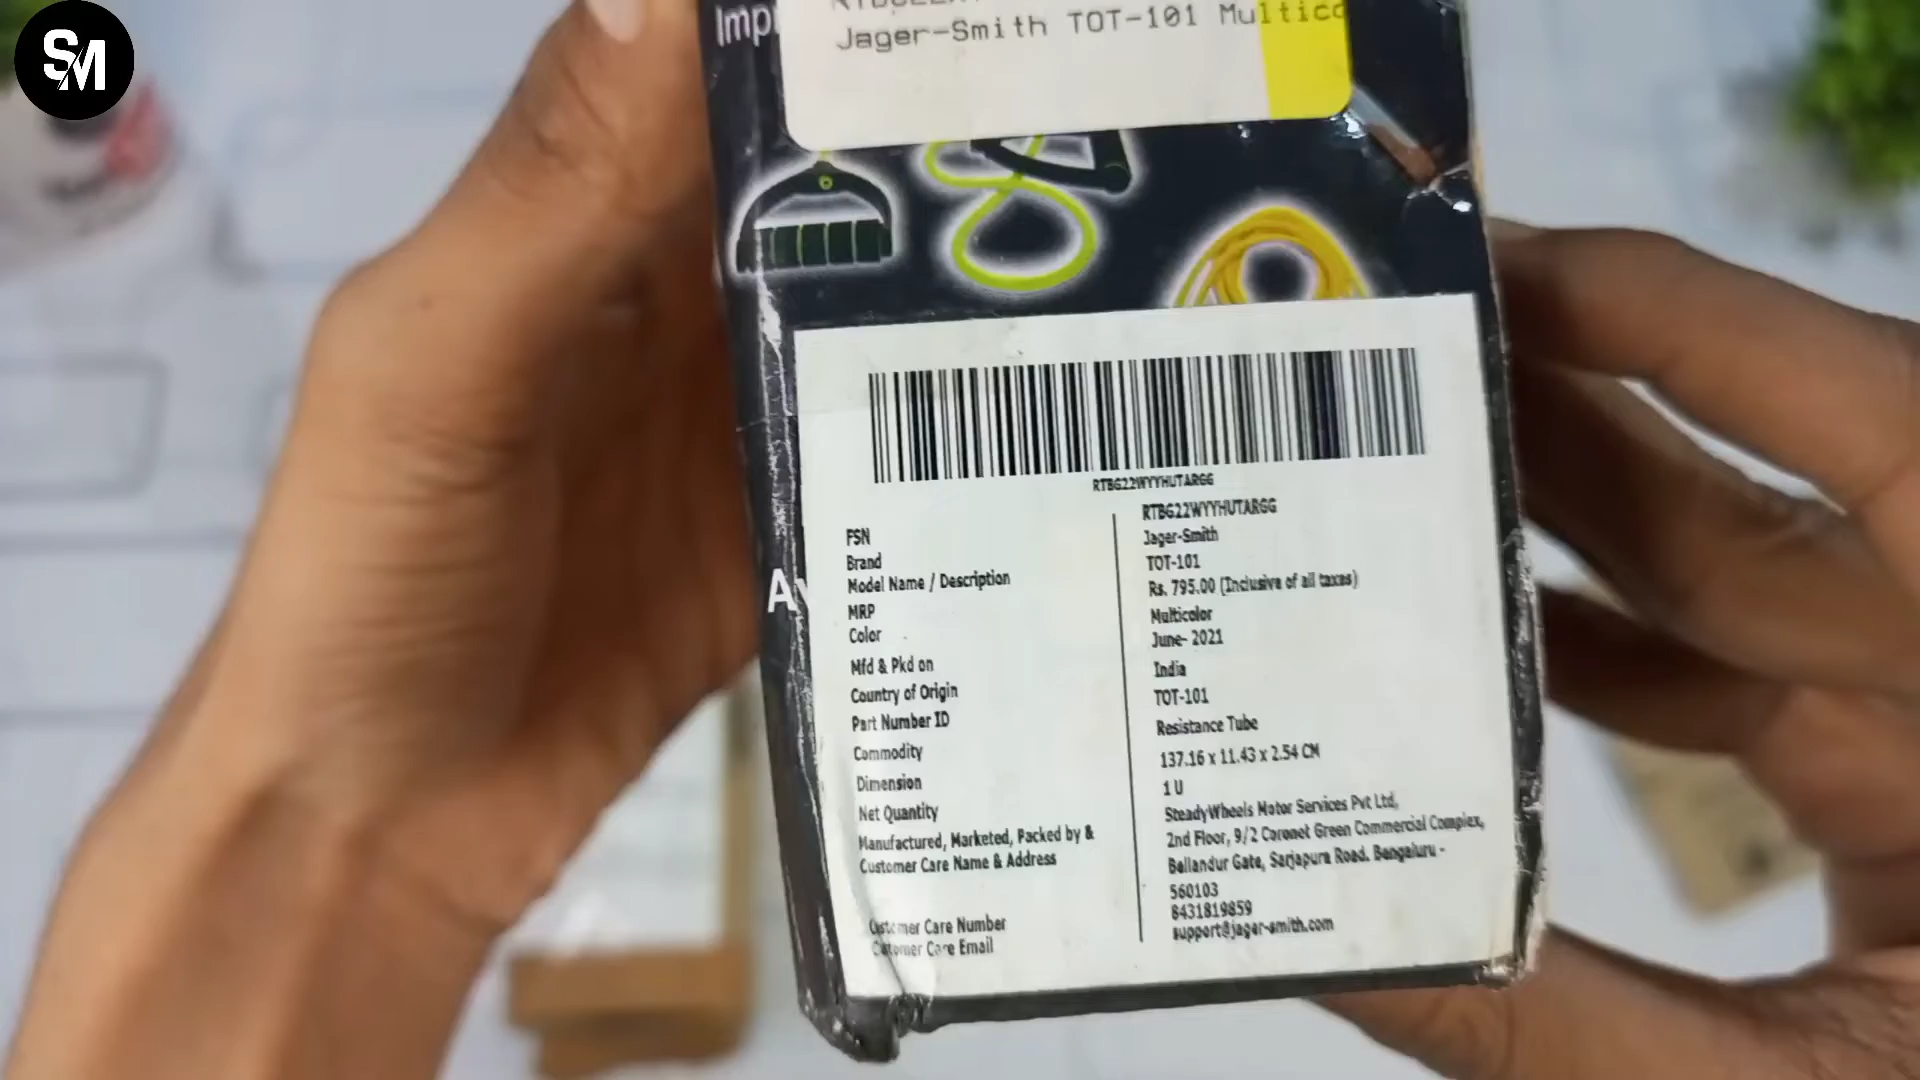 SM
Jager-Smith TOT-101 Multico
RTBG22WYYHUTARGG
FSN RTBG22WYYHUTARGG
Brand Jager-Smith
Model Name / Description TOT-101
MRP Rs. 795.00 (Inclusive of all taxes)
Color Multicolor
Mfd & Pkd on June- 2021
Country of Origin India
Part Number ID TOT-101
Commodity Resistance Tube
Dimension 137.16 x 11.43 x 2.54 CM
Net Quantity 1 U
Manufactured, Marketed, Packed by & SteadyWheels Motor Services Pvt Ltd,
Customer Care Name & Address 2nd Floor, 9/2 Coronet Green Commercial Complex,
Bellandur Gate, Sarjapura Road. Bengaluru -
560103
Customer Care Number 8431819859
Customer Care Email support@jager-smith.com